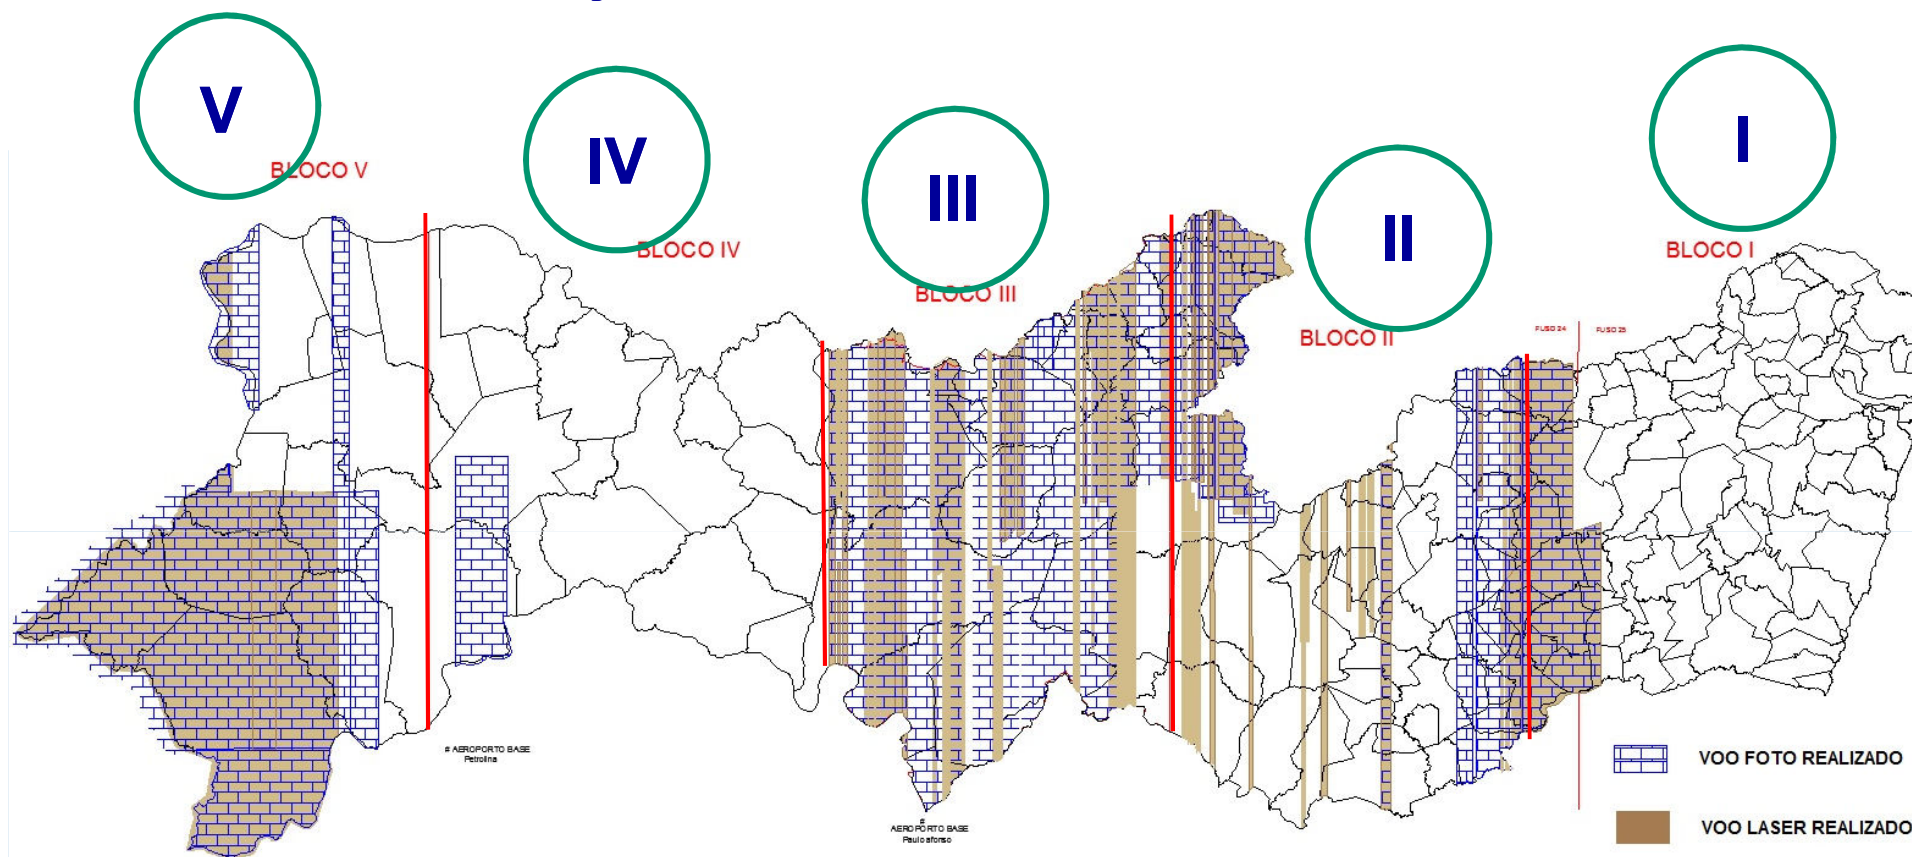 V
IV
III
II
I
BLOCO V
BLOCO IV
BLOCO III
BLOCO II
BLOCO I
FUSO 24
FUSO 25
# AEROPORTO BASE
Petrolina
#
AEROPORTO BASE
Paulo afonso
VOO FOTO REALIZADO
VOO LASER REALIZADO